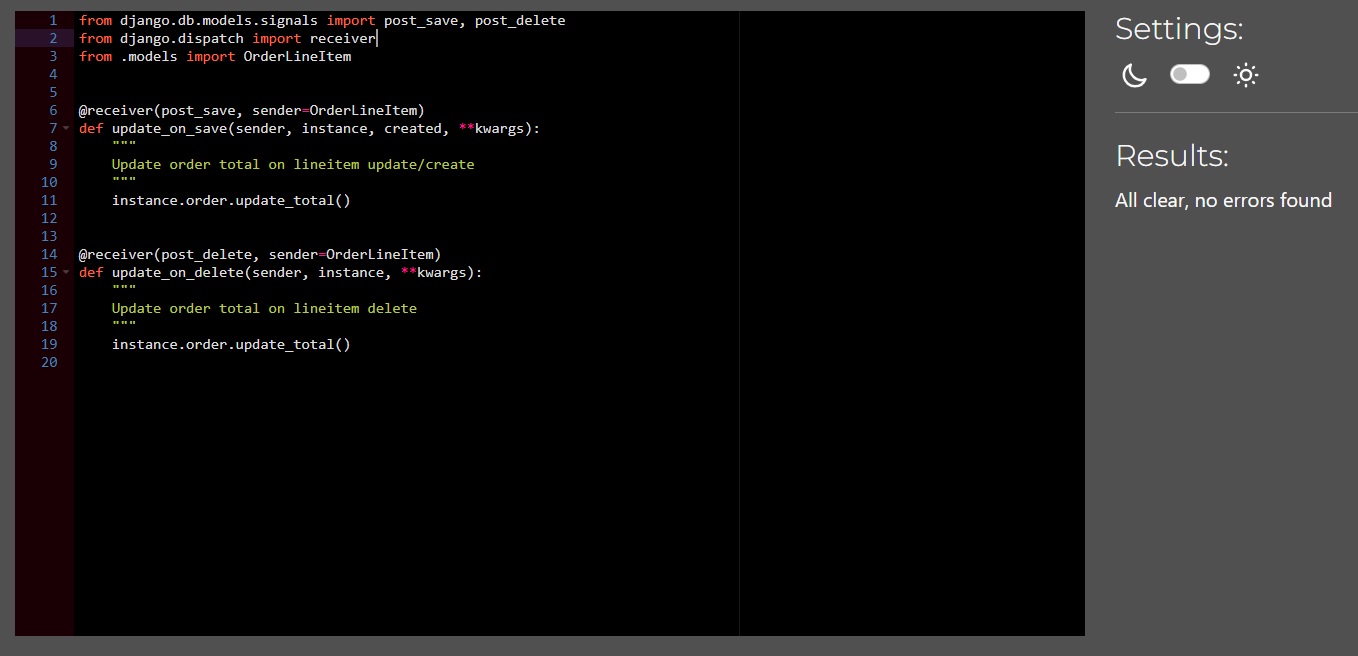 1 from django.db.models.signals import post_save, post_delete
2 from django.dispatch import receiver
3 from .models import OrderLineItem
4
5
6 @receiver(post_save, sender=OrderLineItem)
7 def update_on_save(sender, instance, created, **kwargs):
8     """
9     Update order total on lineitem update/create
10     """
11     instance.order.update_total()
12
13
14 @receiver(post_delete, sender=OrderLineItem)
15 def update_on_delete(sender, instance, **kwargs):
16     """
17     Update order total on lineitem delete
18     """
19     instance.order.update_total()
20
Settings:
Results:
All clear, no errors found